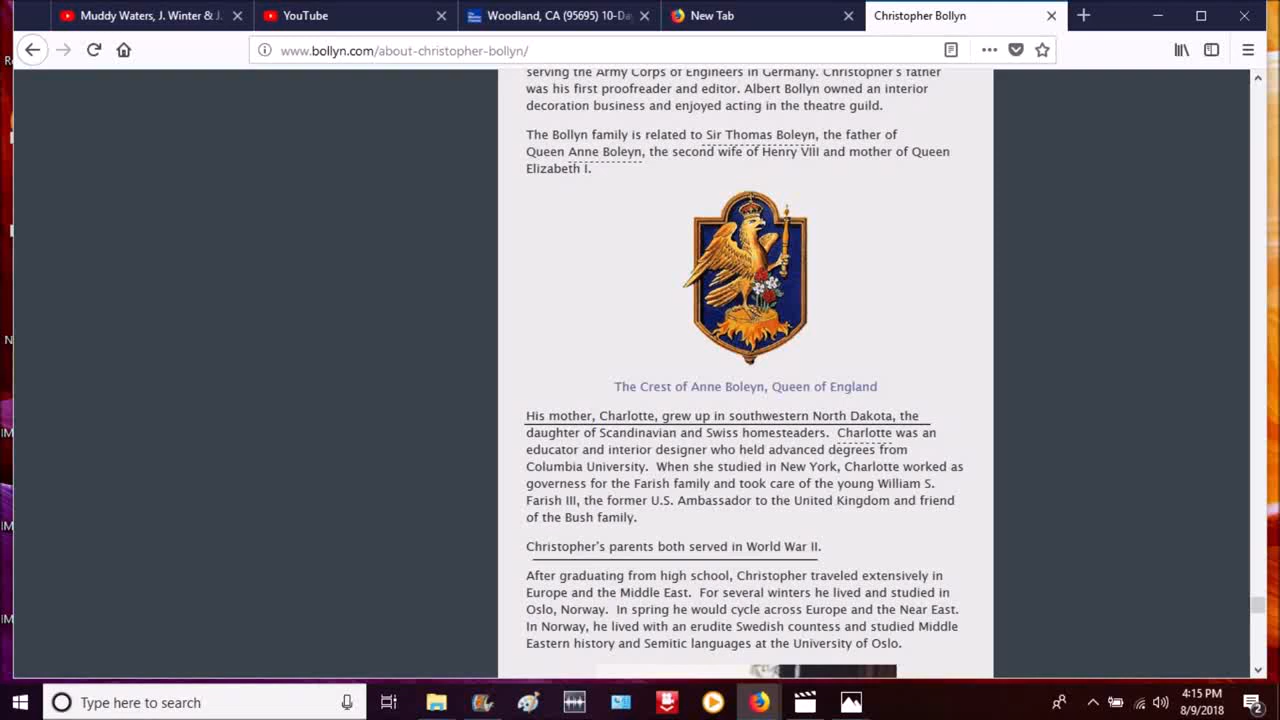 Muddy Waters, J. Winter & J.
YouTube
Woodland, CA (95695) 10-Da
New Tab
Christopher Bollyn
www.bollyn.com/about-christopher-bollyn/
serving the Army Corps of Engineers in Germany. Christopher's father
was his first proofreader and editor. Albert Bollyn owned an interior
decoration business and enjoyed acting in the theatre guild.
The Bollyn family is related to Sir Thomas Boleyn, the father of
Queen Anne Boleyn, the second wife of Henry VIII and mother of Queen
Elizabeth I.
The Crest of Anne Boleyn, Queen of England
His mother, Charlotte, grew up in southwestern North Dakota, the
daughter of Scandinavian and Swiss homesteaders. Charlotte was an
educator and interior designer who held advanced degrees from
Columbia University. When she studied in New York, Charlotte worked as
governess for the Farish family and took care of the young William S.
Farish III, the former U.S. Ambassador to the United Kingdom and friend
of the Bush family.
Christopher's parents both served in World War II.
After graduating from high school, Christopher traveled extensively in
Europe and the Middle East. For several winters he lived and studied in
Oslo, Norway. In spring he would cycle across Europe and the Near East.
In Norway, he lived with an erudite Swedish countess and studied Middle
Eastern history and Semitic languages at the University of Oslo.
IM
IM
IM
Type here to search
4:15 PM
8/9/2018
2